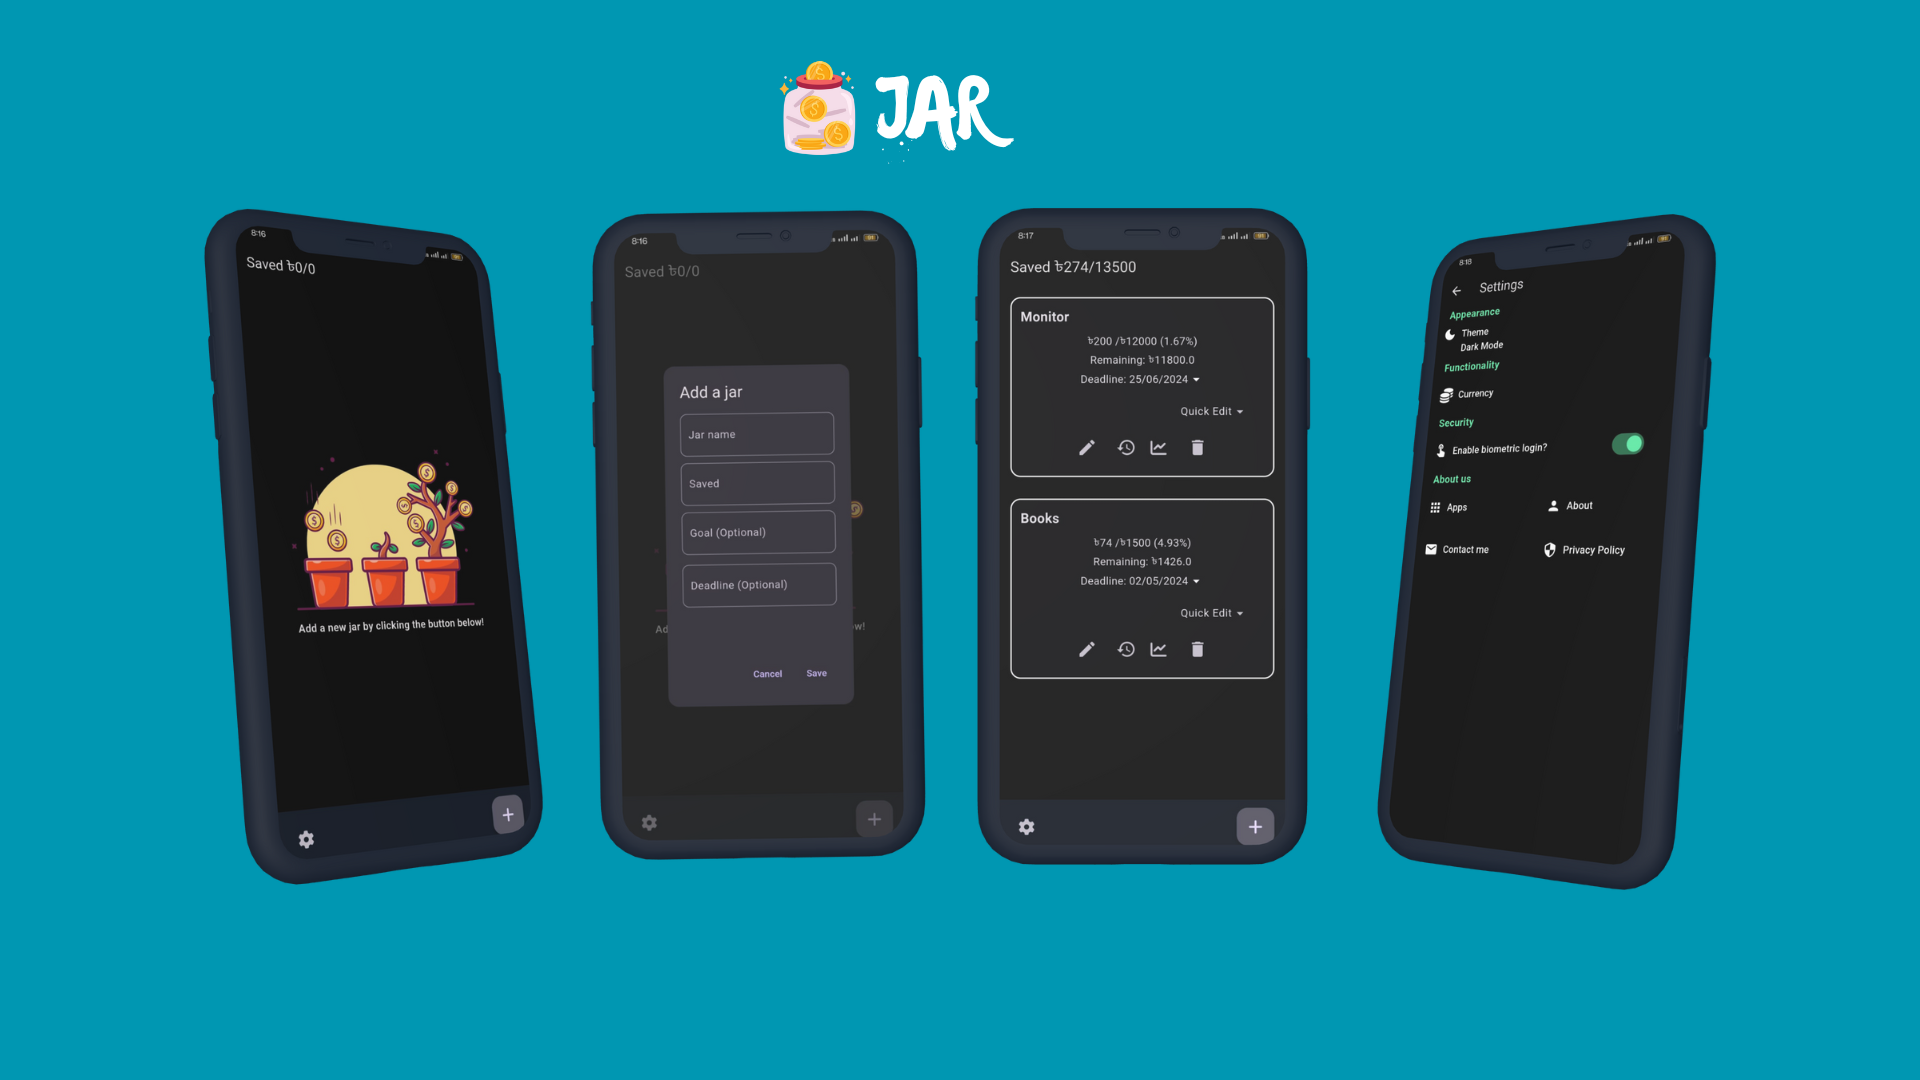 JAR
8:16
Saved ৳0/0
Add a new jar by clicking the button below!
8:16
Saved ৳0/0
Add a jar
Jar name
Saved
Goal (Optional)
Deadline (Optional)
Ad
w!
Cancel
Save
8:17
Saved ৳274/13500
Monitor
৳200 /৳12000 (1.67%)
Remaining: ৳11800.0
Deadline: 25/06/2024
Quick Edit
Books
৳74 /৳1500 (4.93%)
Remaining: ৳1426.0
Deadline: 02/05/2024
Quick Edit
8:18
Settings
Appearance
Theme
Dark Mode
Functionality
Currency
Security
Enable biometric login?
About us
Apps
About
Contact me
Privacy Policy